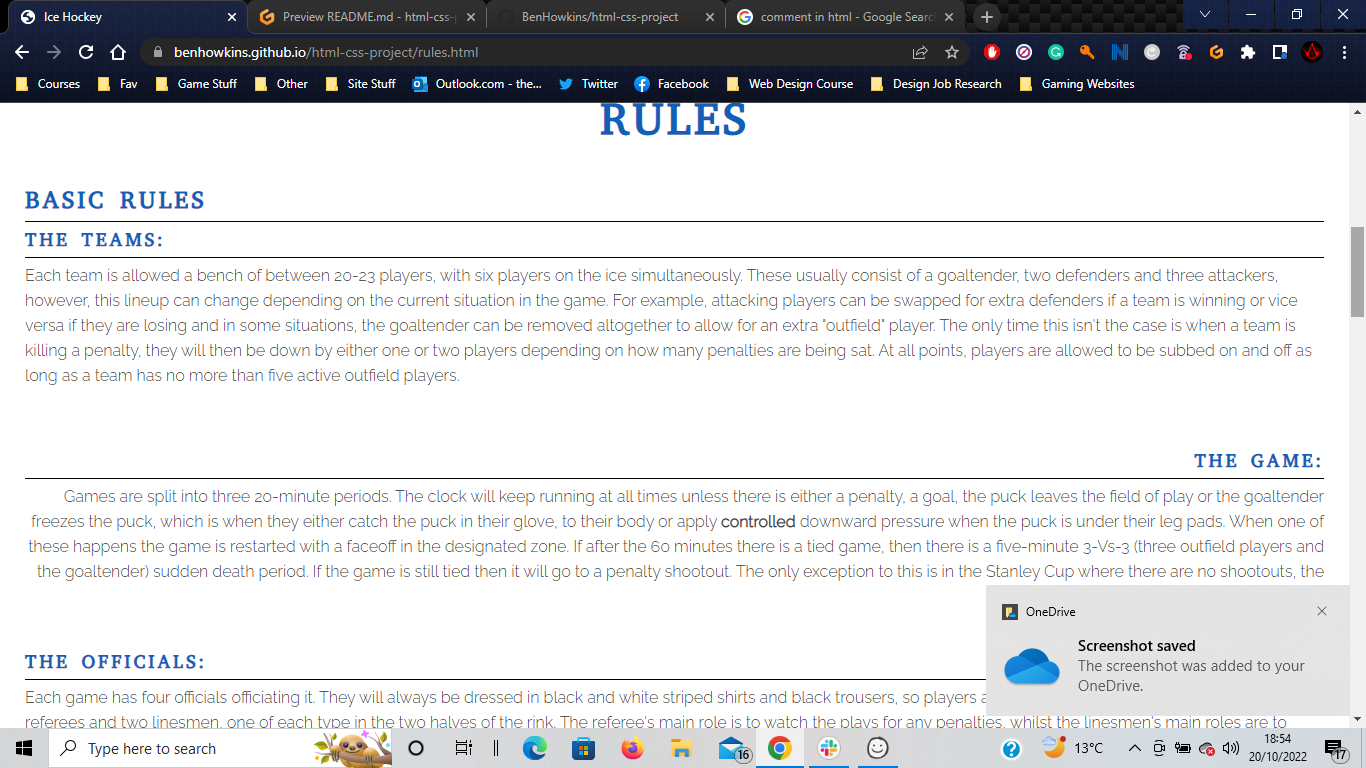 Ice Hockey
Preview README.md - html-css-p
BenHowkins/html-css-project
comment in html - Google Searc
benhowkins.github.io/html-css-project/rules.html
Courses
Fav
Game Stuff
Other
Site Stuff
Outlook.com - the...
Twitter
Facebook
Web Design Course
Design Job Research
Gaming Websites
RULES
BASIC RULES
THE TEAMS:
Each team is allowed a bench of between 20-23 players, with six players on the ice simultaneously. These usually consist of a goaltender, two defenders and three attackers,
however, this lineup can change depending on the current situation in the game. For example, attacking players can be swapped for extra defenders if a team is winning or vice
versa if they are losing and in some situations, the goaltender can be removed altogether to allow for an extra "outfield" player. The only time this isn't the case is when a team is
killing a penalty, they will then be down by either one or two players depending on how many penalties are being sat. At all points, players are allowed to be subbed on and off as
long as a team has no more than five active outfield players.
THE GAME:
Games are split into three 20-minute periods. The clock will keep running at all times unless there is either a penalty, a goal, the puck leaves the field of play or the goaltender
freezes the puck, which is when they either catch the puck in their glove, to their body or apply controlled downward pressure when the puck is under their leg pads. When one of
these happens the game is restarted with a faceoff in the designated zone. If after the 60 minutes there is a tied game, then there is a five-minute 3-Vs-3 (three outfield players and
the goaltender) sudden death period. If the game is still tied then it will go to a penalty shootout. The only exception to this is in the Stanley Cup where there are no shootouts, the
OneDrive
Screenshot saved
The screenshot was added to your
OneDrive.
THE OFFICIALS:
Each game has four officials officiating it. They will always be dressed in black and white striped shirts and black trousers, so players a
referees and two linesmen, one of each type in the two halves of the rink. The referee's main role is to watch the plays for any penalties, whilst the linesmen's main roles are to
Type here to search
16
13°C
18:54
20/10/2022
17